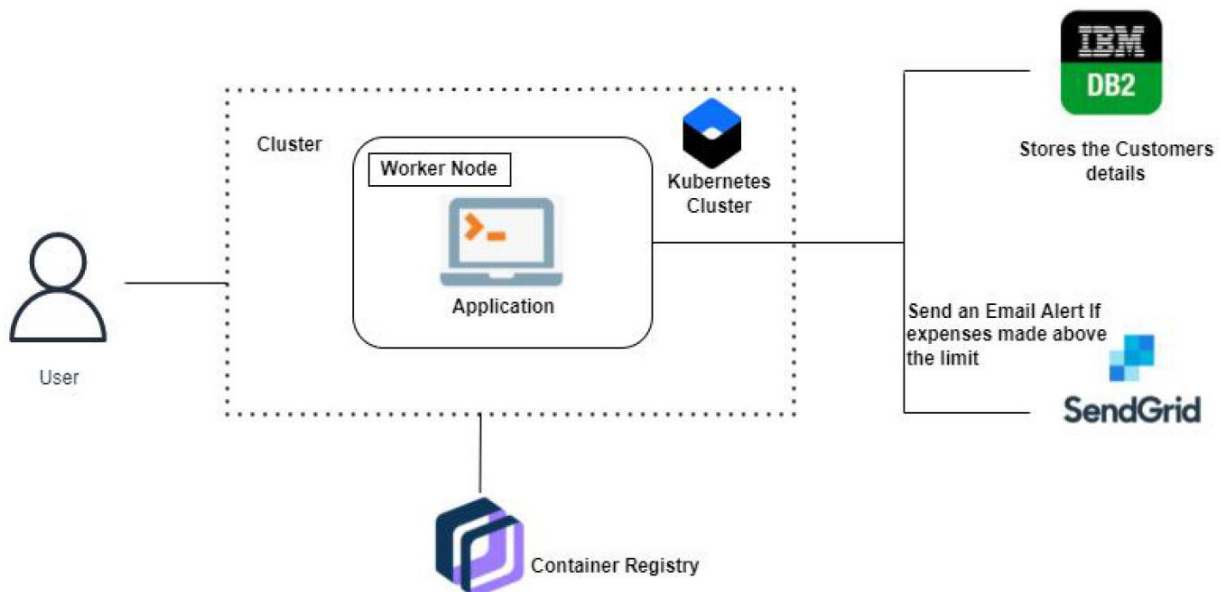 IBM
DB2
Stores the Customers
details
Cluster
Worker Node
Kubernetes
Cluster
Application
User
Send an Email Alert If
expenses made above
the limit
SendGrid
Container Registry